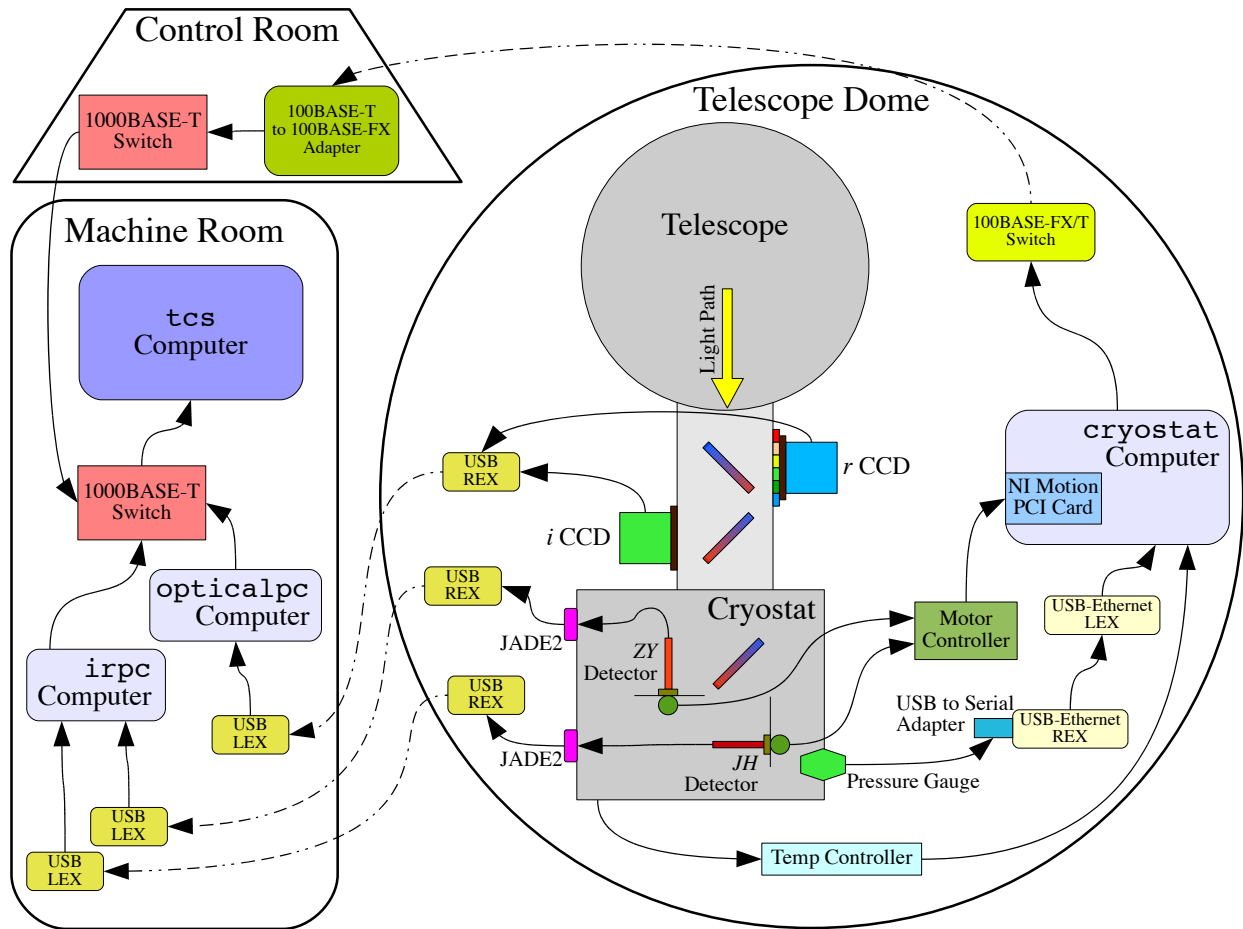 Control Room
1000BASE-T
Switch
100BASE-T
to 100BASE-FX
Adapter
Machine Room
tcs
Computer
1000BASE-T
Switch
opticalpc
Computer
irpc
Computer
USB
LEX
USB
LEX
USB
LEX
Telescope Dome
Telescope
Light Path
100BASE-FX/T
Switch
USB
REX
r CCD
i CCD
cryostat
Computer
NI Motion
PCI Card
USB
REX
JADE2
Cryostat
ZY
Detector
Motor
Controller
USB-Ethernet
LEX
USB
REX
JADE2
JH
Detector
USB to Serial
Adapter
USB-Ethernet
REX
Pressure Gauge
Temp Controller